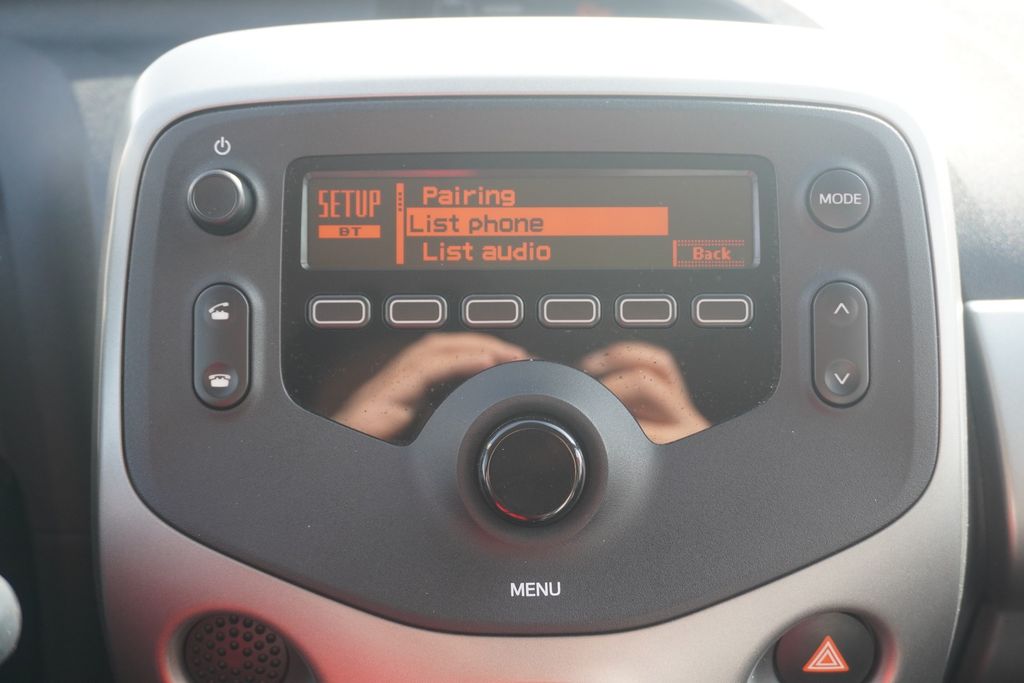 SETUP
BT
Pairing
List phone
List audio
Back
MODE
MENU